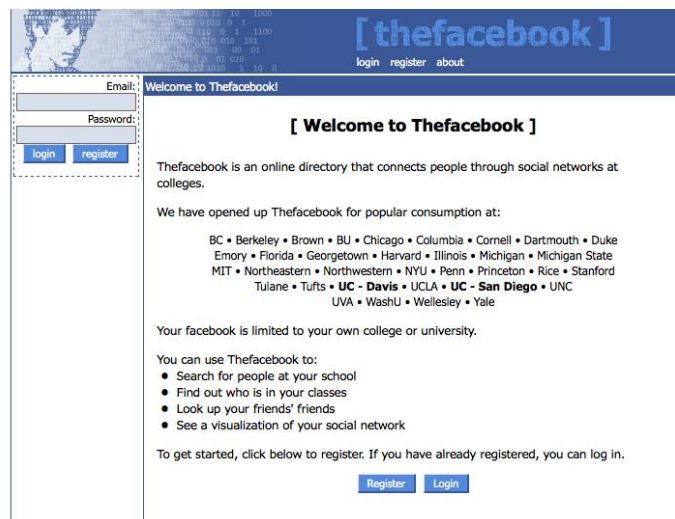 [ thefacebook ]
login register about
Email:
Password:
login register
Welcome to Thefacebook!
[ Welcome to Thefacebook ]
Thefacebook is an online directory that connects people through social networks at
colleges.
We have opened up Thefacebook for popular consumption at:
BC • Berkeley • Brown • BU • Chicago • Columbia • Cornell • Dartmouth • Duke
Emory • Florida • Georgetown • Harvard • Illinois • Michigan • Michigan State
MIT • Northeastern • Northwestern • NYU • Penn • Princeton • Rice • Stanford
Tulane • Tufts • UC - Davis • UCLA • UC - San Diego • UNC
UVA • WashU • Wellesley • Yale
Your facebook is limited to your own college or university.
You can use Thefacebook to:
• Search for people at your school
• Find out who is in your classes
• Look up your friends' friends
• See a visualization of your social network
To get started, click below to register. If you have already registered, you can log in.
Register Login